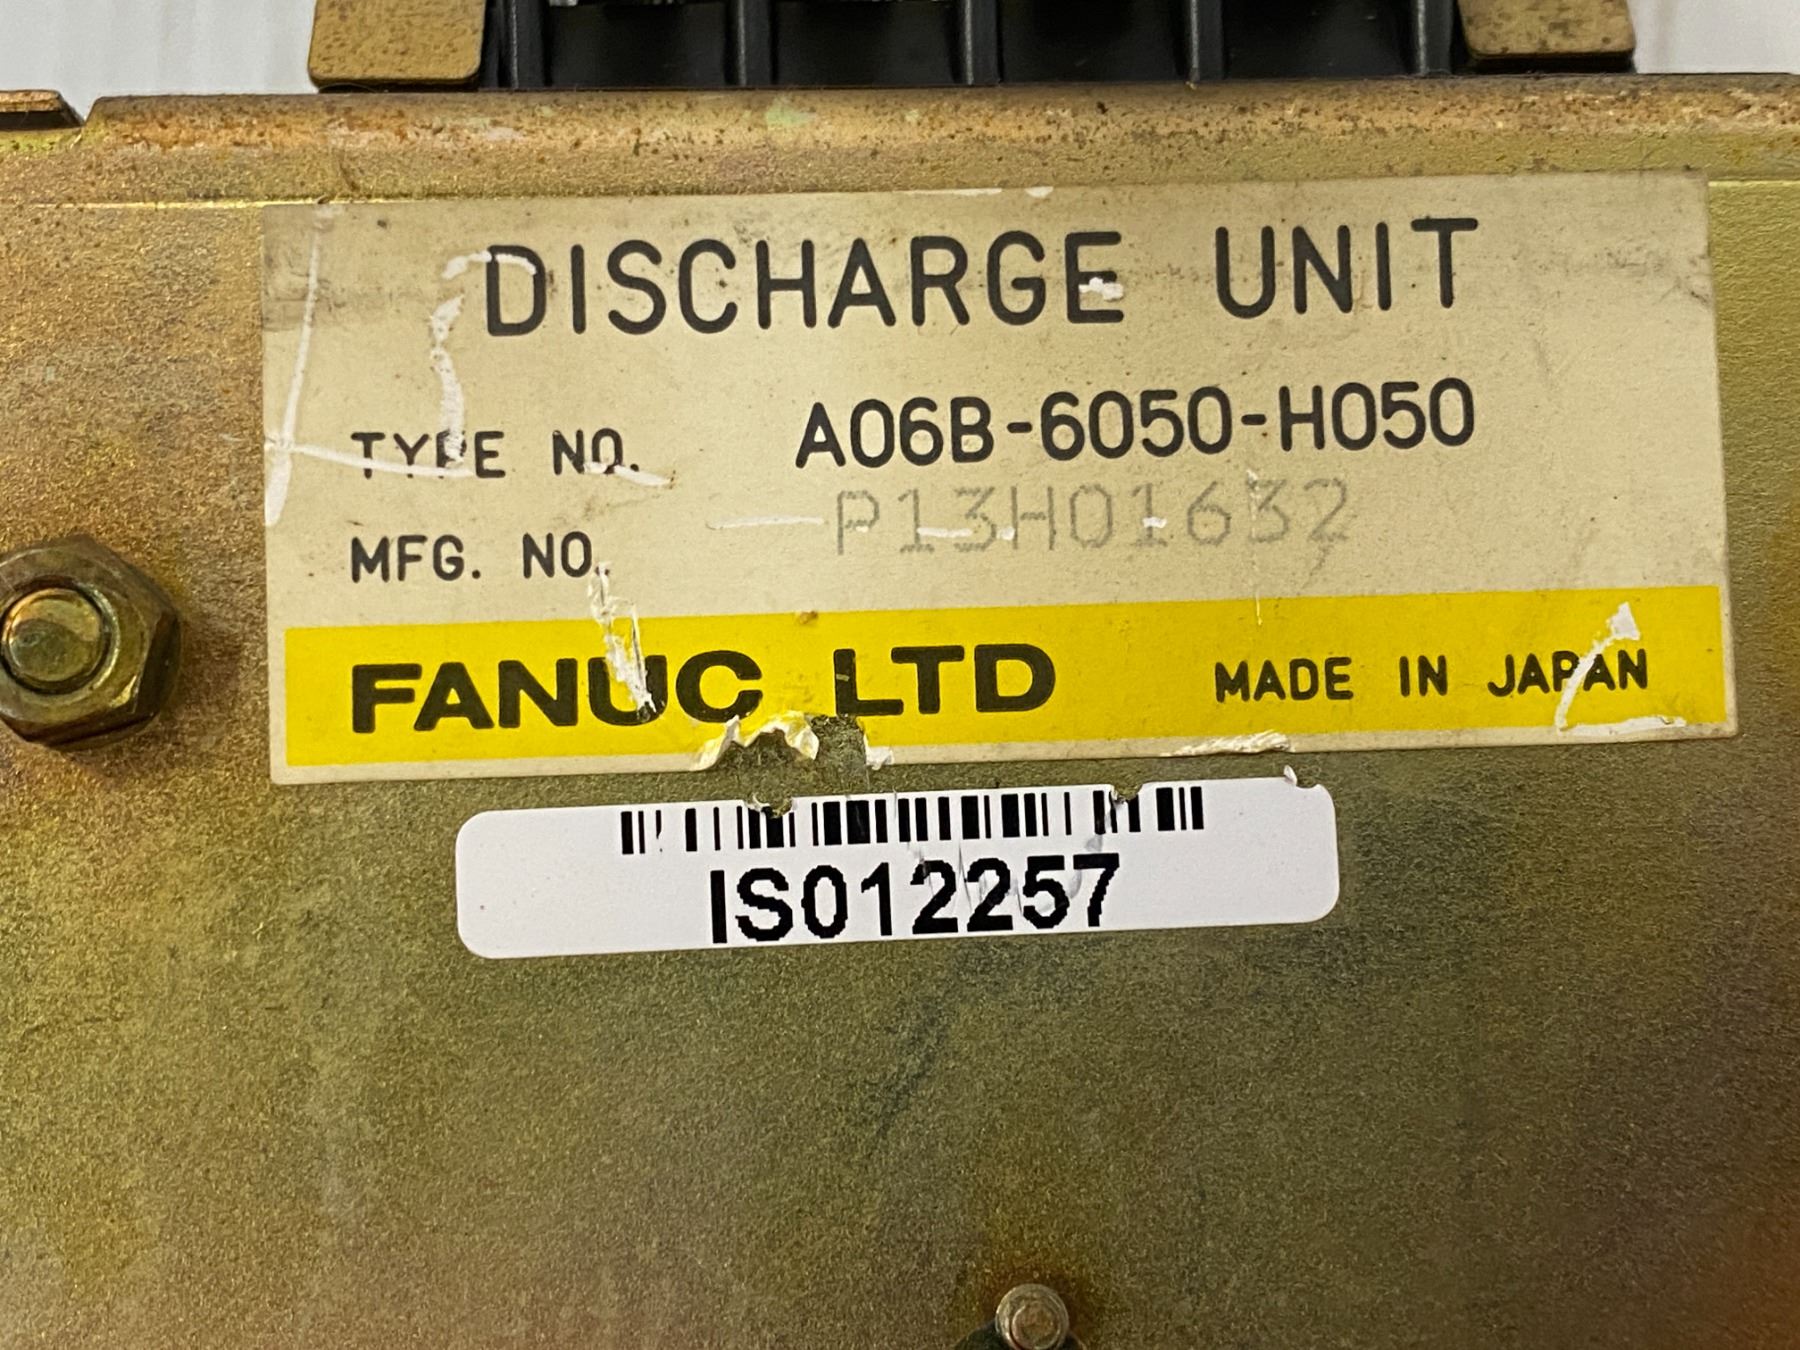 DISCHARGE UNIT
TYPE NO. A06B-6050-H050
MFG. NO. P13H01632
FANUC LTD MADE IN JAPAN
IS012257